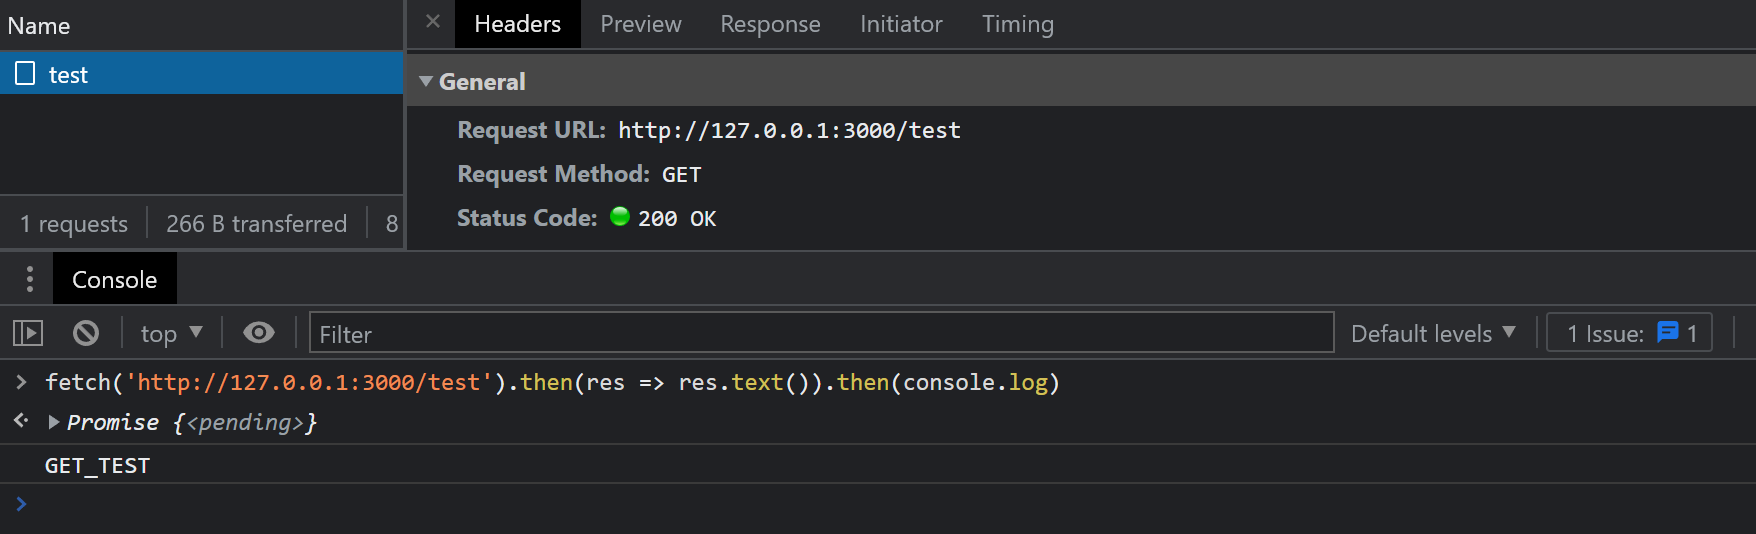 Name
test
1 requests 266 B transferred 8
× Headers Preview Response Initiator Timing
General
Request URL: http://127.0.0.1:3000/test
Request Method: GET
Status Code: 200 OK
Console
top Filter Default levels 1 Issue: 1
fetch('http://127.0.0.1:3000/test').then(res => res.text()).then(console.log)
Promise {<pending>}
GET_TEST